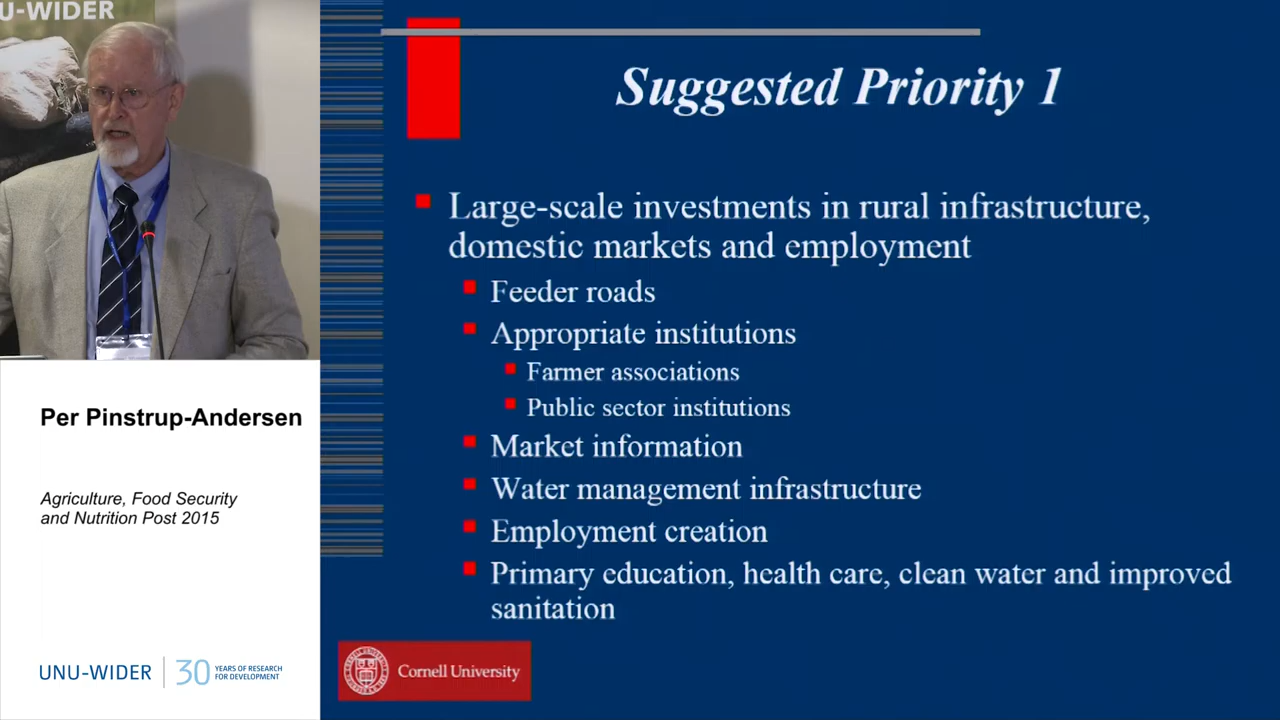 U-WIDER
Per Pinstrup-Andersen
Agriculture, Food Security
and Nutrition Post 2015
UNU-WIDER
30
YEARS OF RESEARCH
FOR DEVELOPMENT
Suggested Priority 1
Large-scale investments in rural infrastructure,
domestic markets and employment
Feeder roads
Appropriate institutions
Farmer associations
Public sector institutions
Market information
Water management infrastructure
Employment creation
Primary education, health care, clean water and improved
sanitation
Cornell University